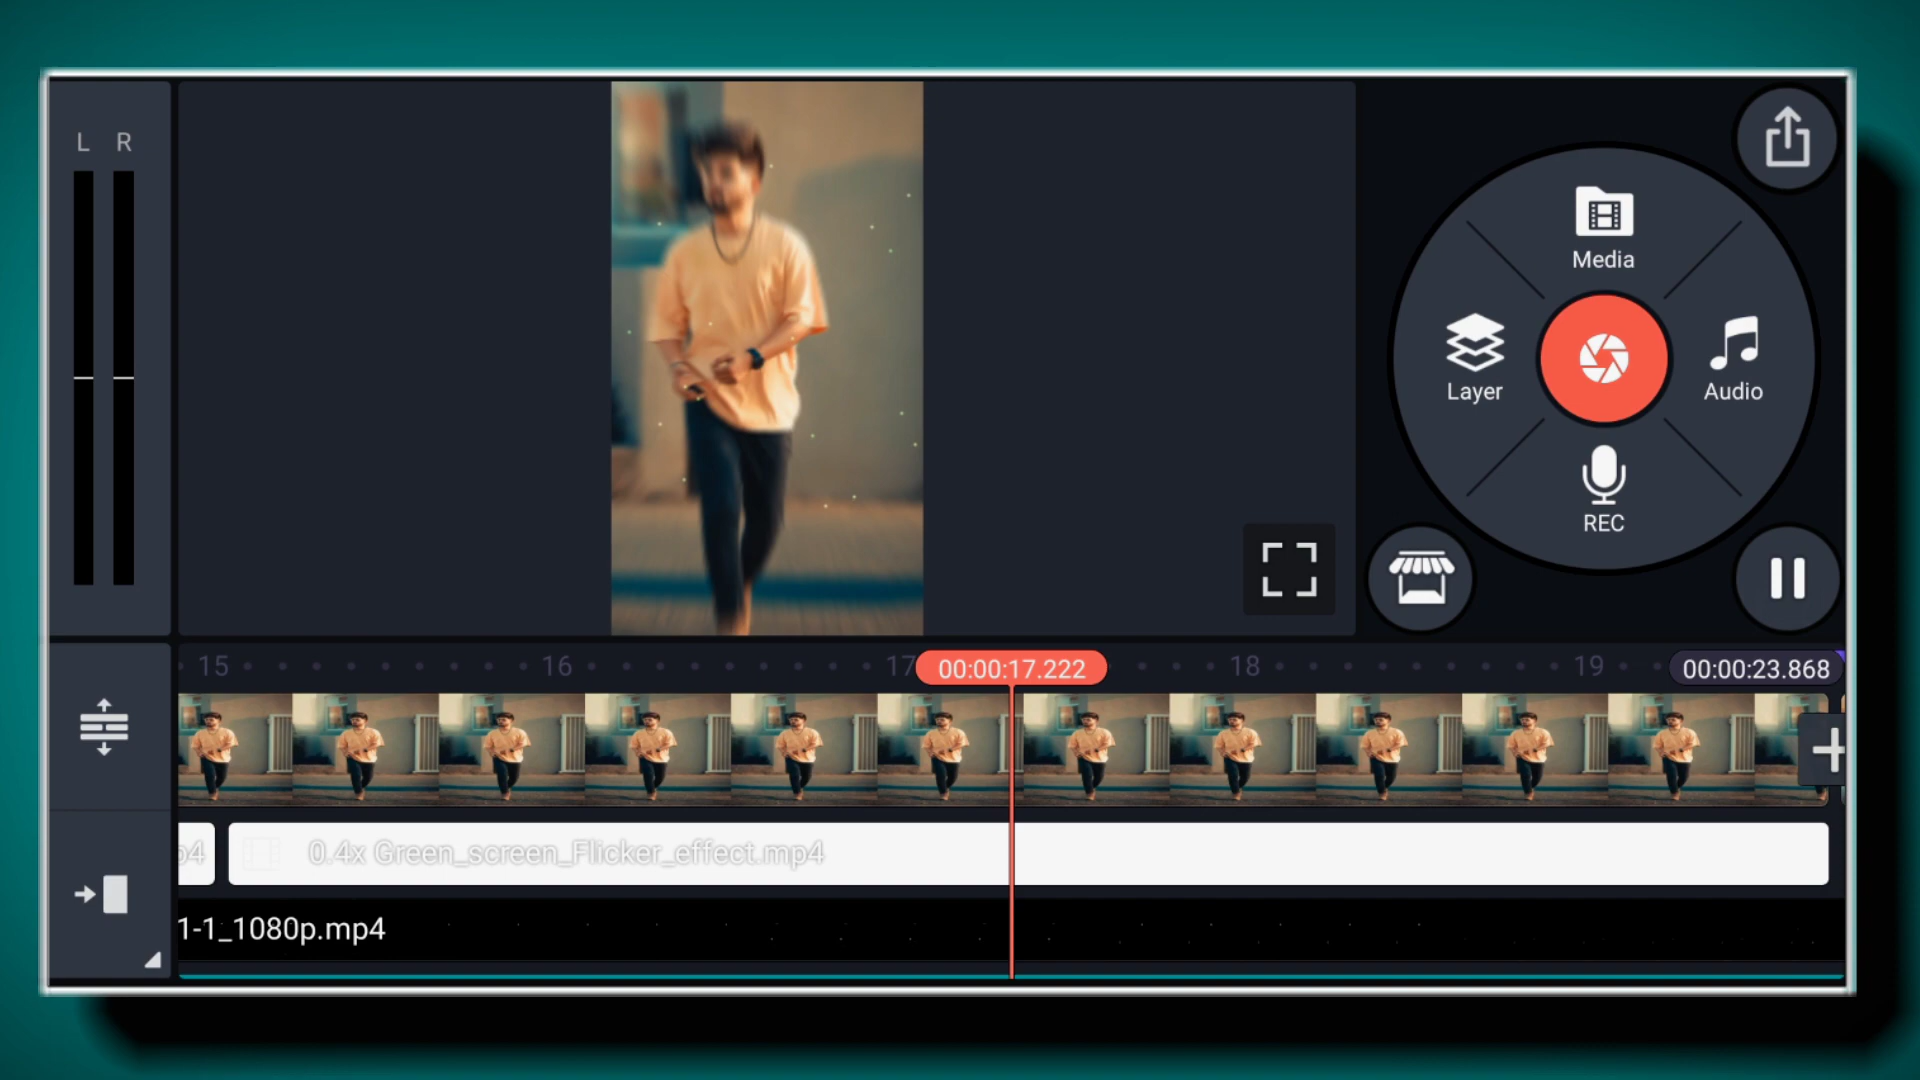 L R
Media
Layer
Audio
REC
15 16 17 00:00:17.222 18 19 00:00:23.868
p4 0.4x Green_screen_Flicker_effect.mp4
1-1_1080p.mp4